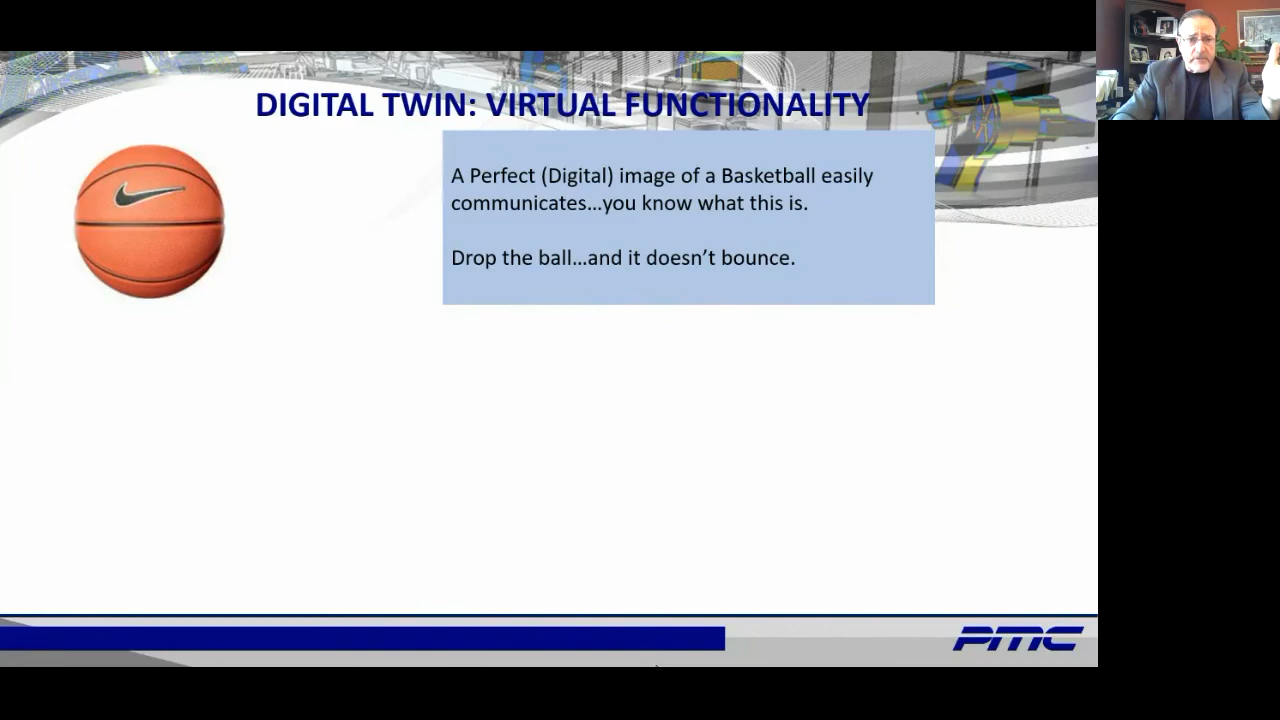 DIGITAL TWIN: VIRTUAL FUNCTIONALITY
A Perfect (Digital) image of a Basketball easily
communicates…you know what this is.
Drop the ball…and it doesn’t bounce.
PMC